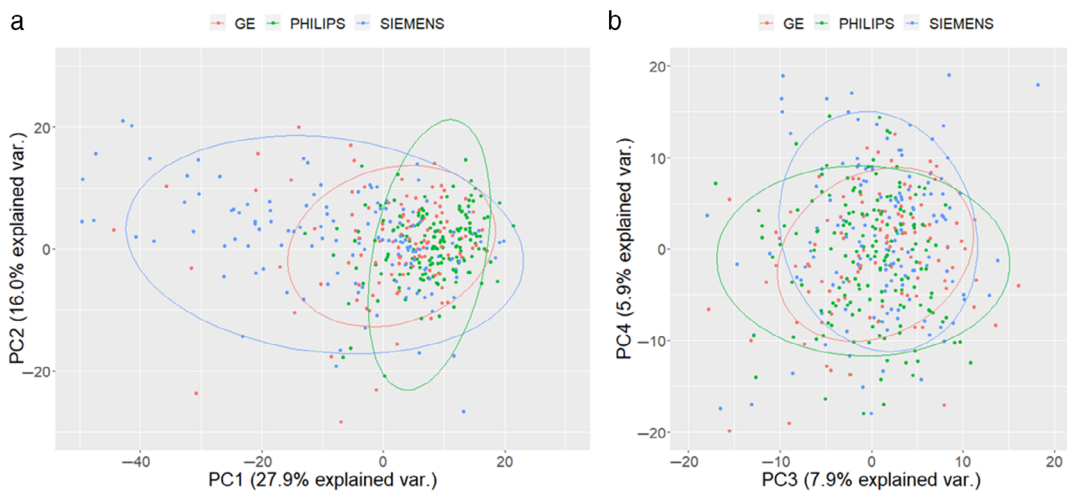 a
GE PHILIPS SIEMENS
20
0
−20
PC2 (16.0% explained var.)
−40 −20 0 20
PC1 (27.9% explained var.)
b
GE PHILIPS SIEMENS
20
10
0
−10
−20
PC4 (5.9% explained var.)
−20 −10 0 10 20
PC3 (7.9% explained var.)